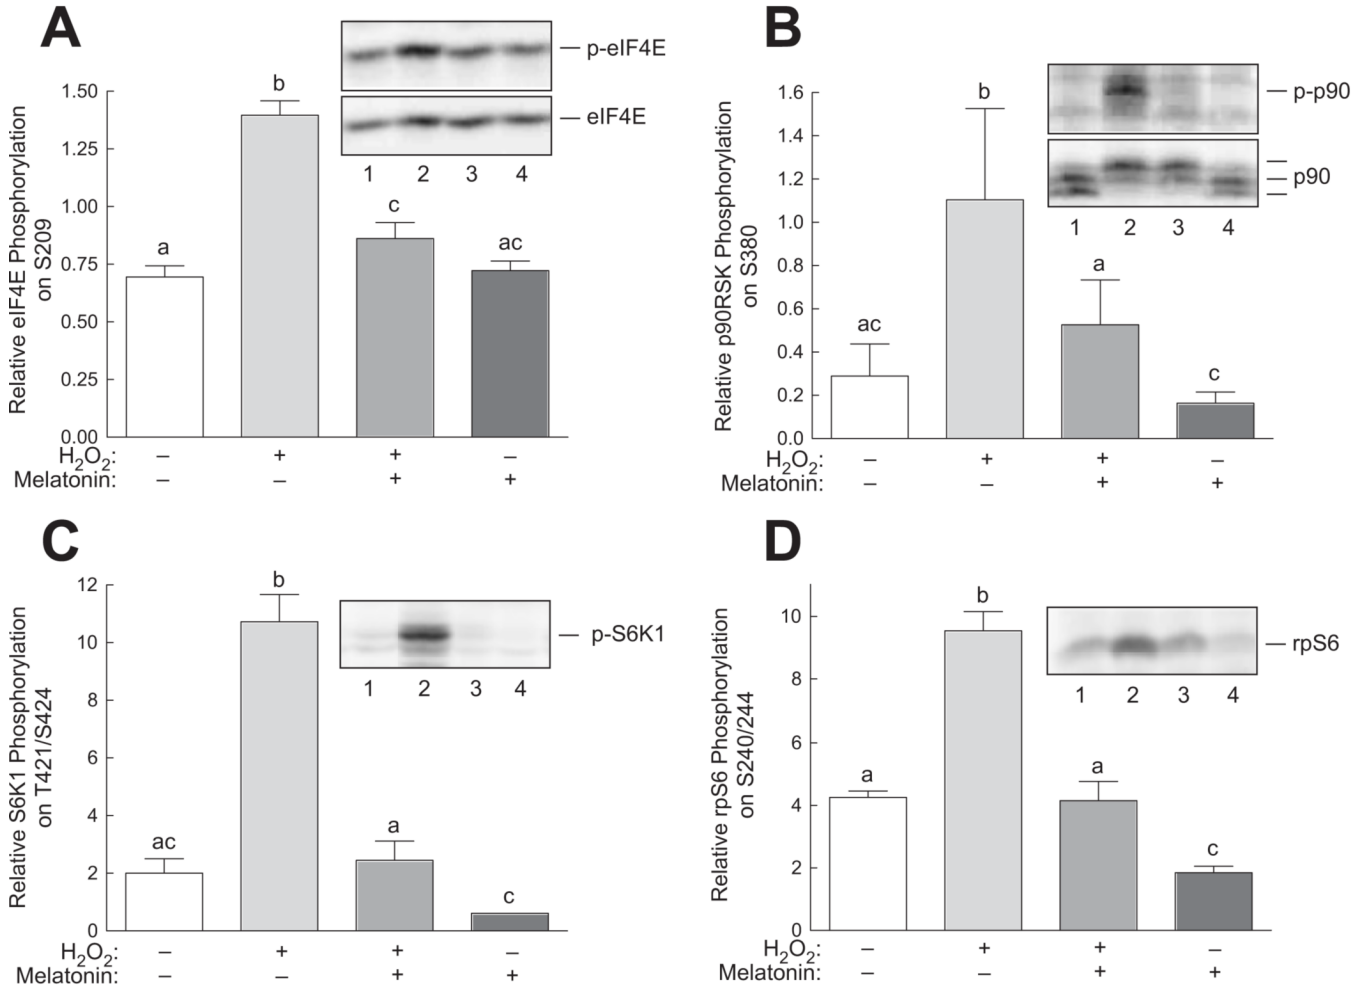 A
Relative eIF4E Phosphorylation
on S209
1.50
1.25
1.00
0.75
0.50
0.25
0.00
a
b
c
ac
p-eIF4E
eIF4E
1 2 3 4
H2O2: – + + –
Melatonin: – – + +
B
Relative p90RSK Phosphorylation
on S380
1.6
1.4
1.2
1.0
0.8
0.6
0.4
0.2
0.0
ac
b
a
c
p-p90
p90
1 2 3 4
H2O2: – + + –
Melatonin: – – + +
C
Relative S6K1 Phosphorylation
on T421/S424
12
10
8
6
4
2
0
ac
b
a
c
p-S6K1
1 2 3 4
H2O2: – + + –
Melatonin: – – + +
D
Relative rpS6 Phosphorylation
on S240/244
10
8
6
4
2
0
a
b
a
c
rpS6
1 2 3 4
H2O2: – + + –
Melatonin: – – + +